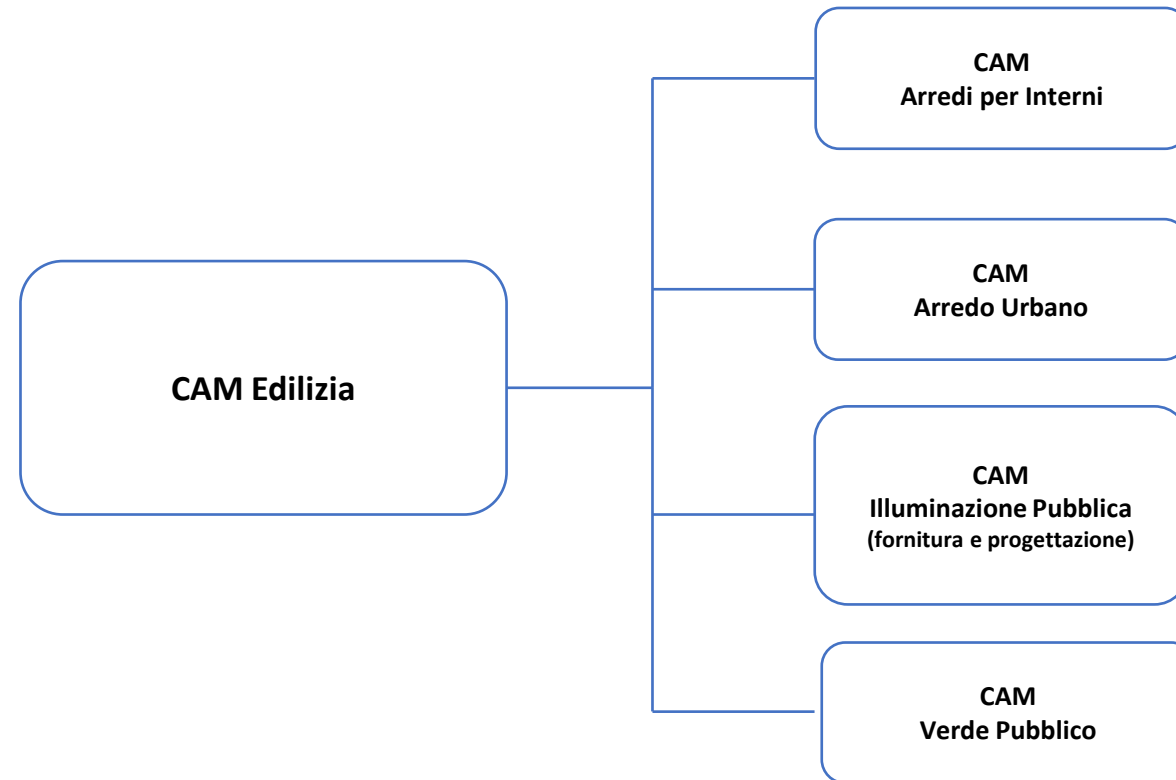 CAM Edilizia
CAM
Arredi per Interni
CAM
Arredo Urbano
CAM
Illuminazione Pubblica
(fornitura e progettazione)
CAM
Verde Pubblico